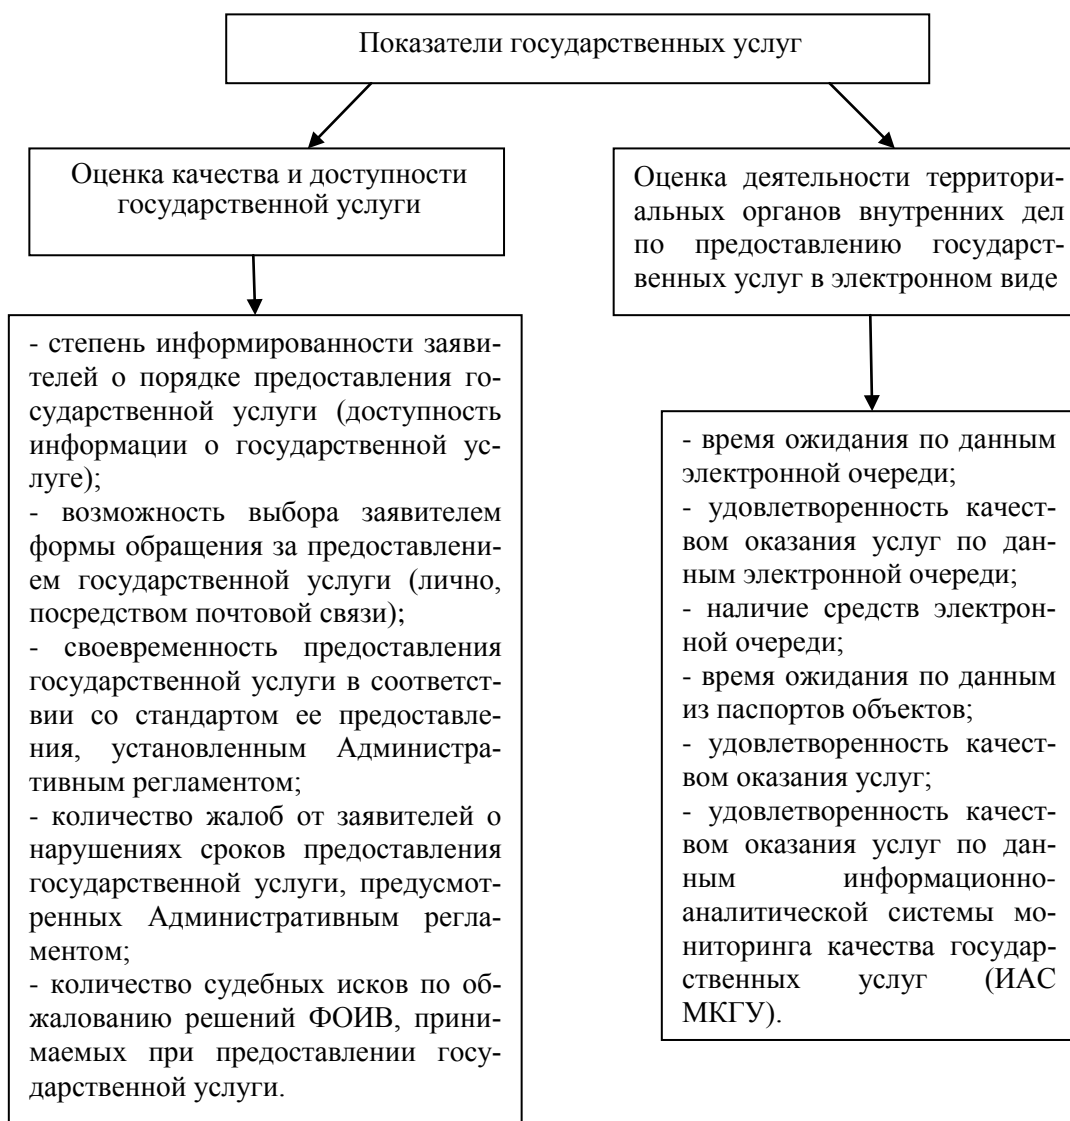 Показатели государственных услуг
Оценка качества и доступности
государственной услуги
Оценка деятельности территори-
альных органов внутренних дел
по предоставлению государст-
венных услуг в электронном виде
- степень информированности заяви-
телей о порядке предоставления го-
сударственной услуги (доступность
информации о государственной ус-
луге);
- возможность выбора заявителем
формы обращения за предоставлени-
ем государственной услуги (лично,
посредством почтовой связи);
- своевременность предоставления
государственной услуги в соответст-
вии со стандартом ее предоставле-
ния, установленным Администра-
тивным регламентом;
- количество жалоб от заявителей о
нарушениях сроков предоставления
государственной услуги, предусмот-
ренных Административным регла-
ментом;
- количество судебных исков по об-
жалованию решений ФОИВ, прини-
маемых при предоставлении госу-
дарственной услуги.
- время ожидания по данным
электронной очереди;
- удовлетворенность качест-
вом оказания услуг по дан-
ным электронной очереди;
- наличие средств электрон-
ной очереди;
- время ожидания по данным
из паспортов объектов;
- удовлетворенность качест-
вом оказания услуг;
- удовлетворенность качест-
вом оказания услуг по дан-
ным информационно-
аналитической системы мо-
ниторинга качества государ-
ственных услуг (ИАС
МКГУ).